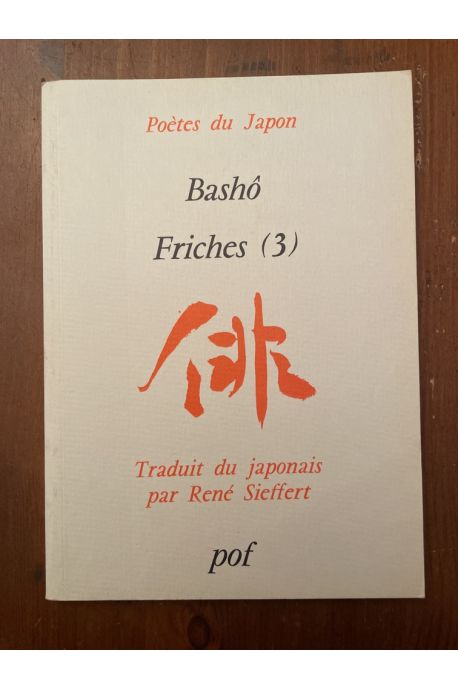 Poètes du Japon
Bashô
Friches (3)
俳
Traduit du japonais
par René Sieffert
pof